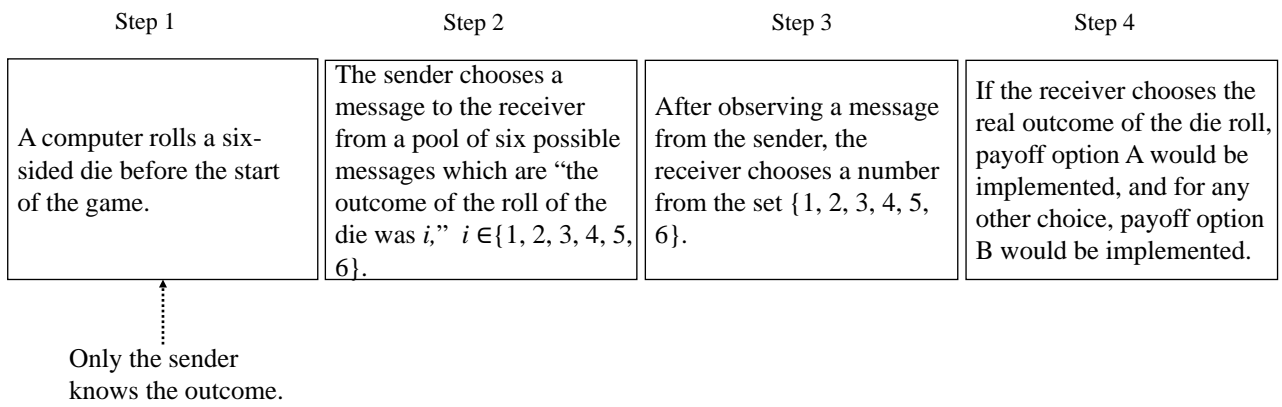 Step 1
A computer rolls a six-
sided die before the start
of the game.
Only the sender
knows the outcome.
Step 2
The sender chooses a
message to the receiver
from a pool of six possible
messages which are “the
outcome of the roll of the
die was i,”  i ∈{1, 2, 3, 4, 5,
6}.
Step 3
After observing a message
from the sender, the
receiver chooses a number
from the set {1, 2, 3, 4, 5,
6}.
Step 4
If the receiver chooses the
real outcome of the die roll,
payoff option A would be
implemented, and for any
other choice, payoff option
B would be implemented.